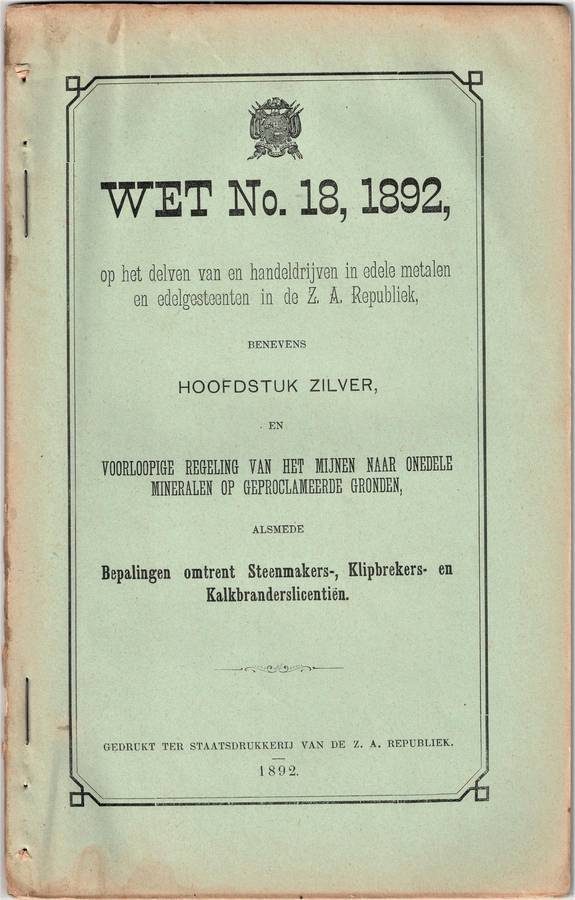 WET No. 18, 1892,
op het delven van en handeldrijven in edele metalen
en edelgesteenten in de Z. A. Republiek,
BENEVENS
HOOFDSTUK ZILVER,
EN
VOORLOOPIGE REGELING VAN HET MIJNEN NAAR ONEDELE
MINERALEN OP GEPROCLAMEERDE GRONDEN,
ALSMEDE
Bepalingen omtrent Steenmakers-, Klipbrekers- en
Kalkbranderslicentiën.
GEDRUKT TER STAATSDRUKKERIJ VAN DE Z. A. REPUBLIEK.
1892.